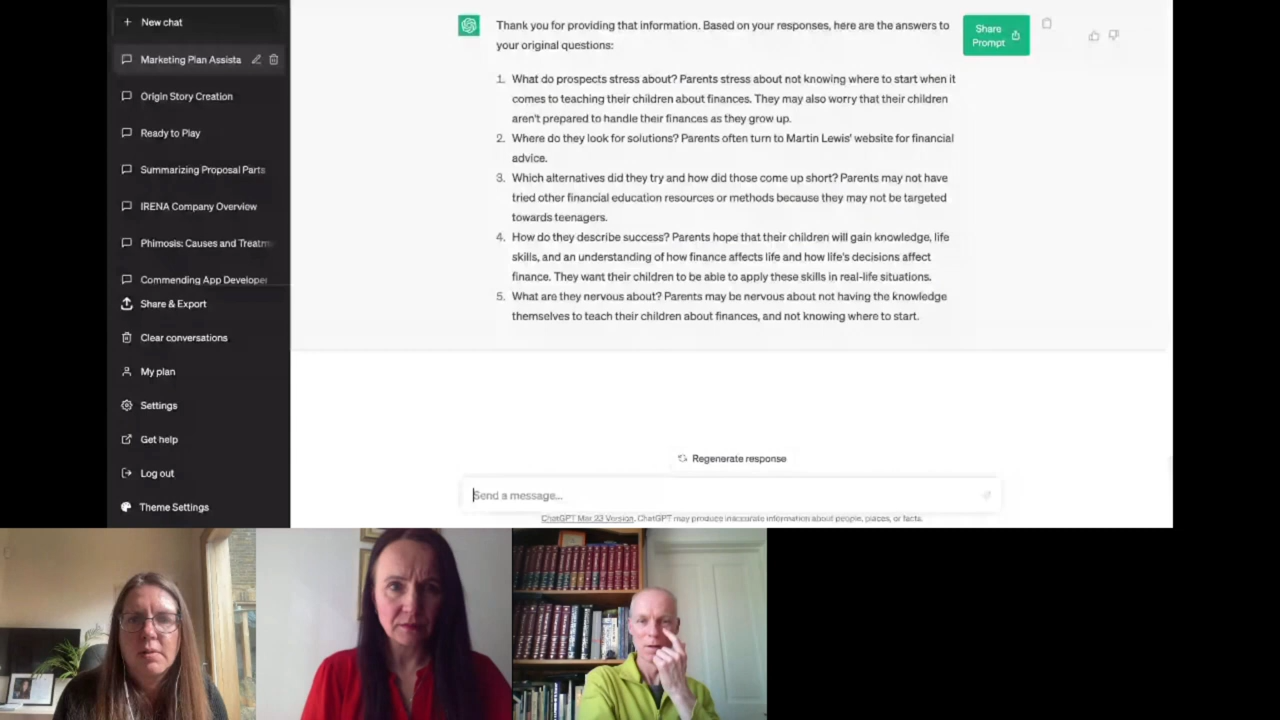 New chat
Marketing Plan Assista
Origin Story Creation
Ready to Play
Summarizing Proposal Parts
IRENA Company Overview
Phimosis: Causes and Treatm
Commending App Developer
Share & Export
Clear conversations
My plan
Settings
Get help
Log out
Theme Settings
Thank you for providing that information. Based on your responses, here are the answers to
your original questions:
1. What do prospects stress about? Parents stress about not knowing where to start when it
comes to teaching their children about finances. They may also worry that their children
aren't prepared to handle their finances as they grow up.
2. Where do they look for solutions? Parents often turn to Martin Lewis' website for financial
advice.
3. Which alternatives did they try and how did those come up short? Parents may not have
tried other financial education resources or methods because they may not be targeted
towards teenagers.
4. How do they describe success? Parents hope that their children will gain knowledge, life
skills, and an understanding of how finance affects life and how life's decisions affect
finance. They want their children to be able to apply these skills in real-life situations.
5. What are they nervous about? Parents may be nervous about not having the knowledge
themselves to teach their children about finances, and not knowing where to start.
Share
Prompt
Regenerate response
Send a message...
ChatGPT Mar 23 Version. ChatGPT may produce inaccurate information about people, places, or facts.